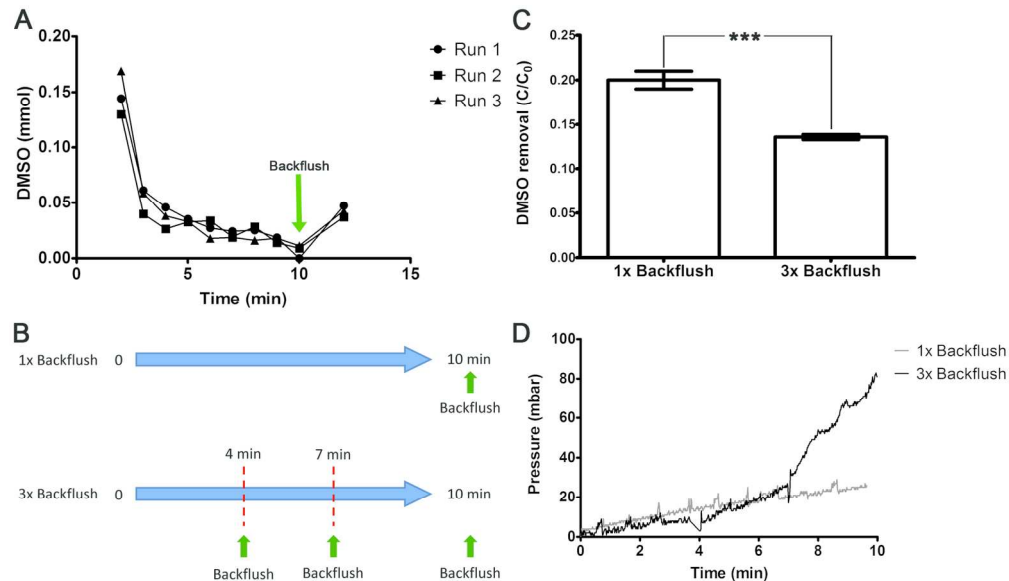 A
DMSO (mmol)
0.20
0.15
0.10
0.05
0.00
0
5
10
15
Time (min)
Backflush
Run 1
Run 2
Run 3
B
1x Backflush
0
10 min
Backflush
4 min
7 min
3x Backflush
0
10 min
Backflush
Backflush
Backflush
C
DMSO removal (C/C₀)
0.25
0.20
0.15
0.10
0.05
0.00
***
1x Backflush
3x Backflush
D
Pressure (mbar)
100
80
60
40
20
0
0
2
4
6
8
10
Time (min)
1x Backflush
3x Backflush